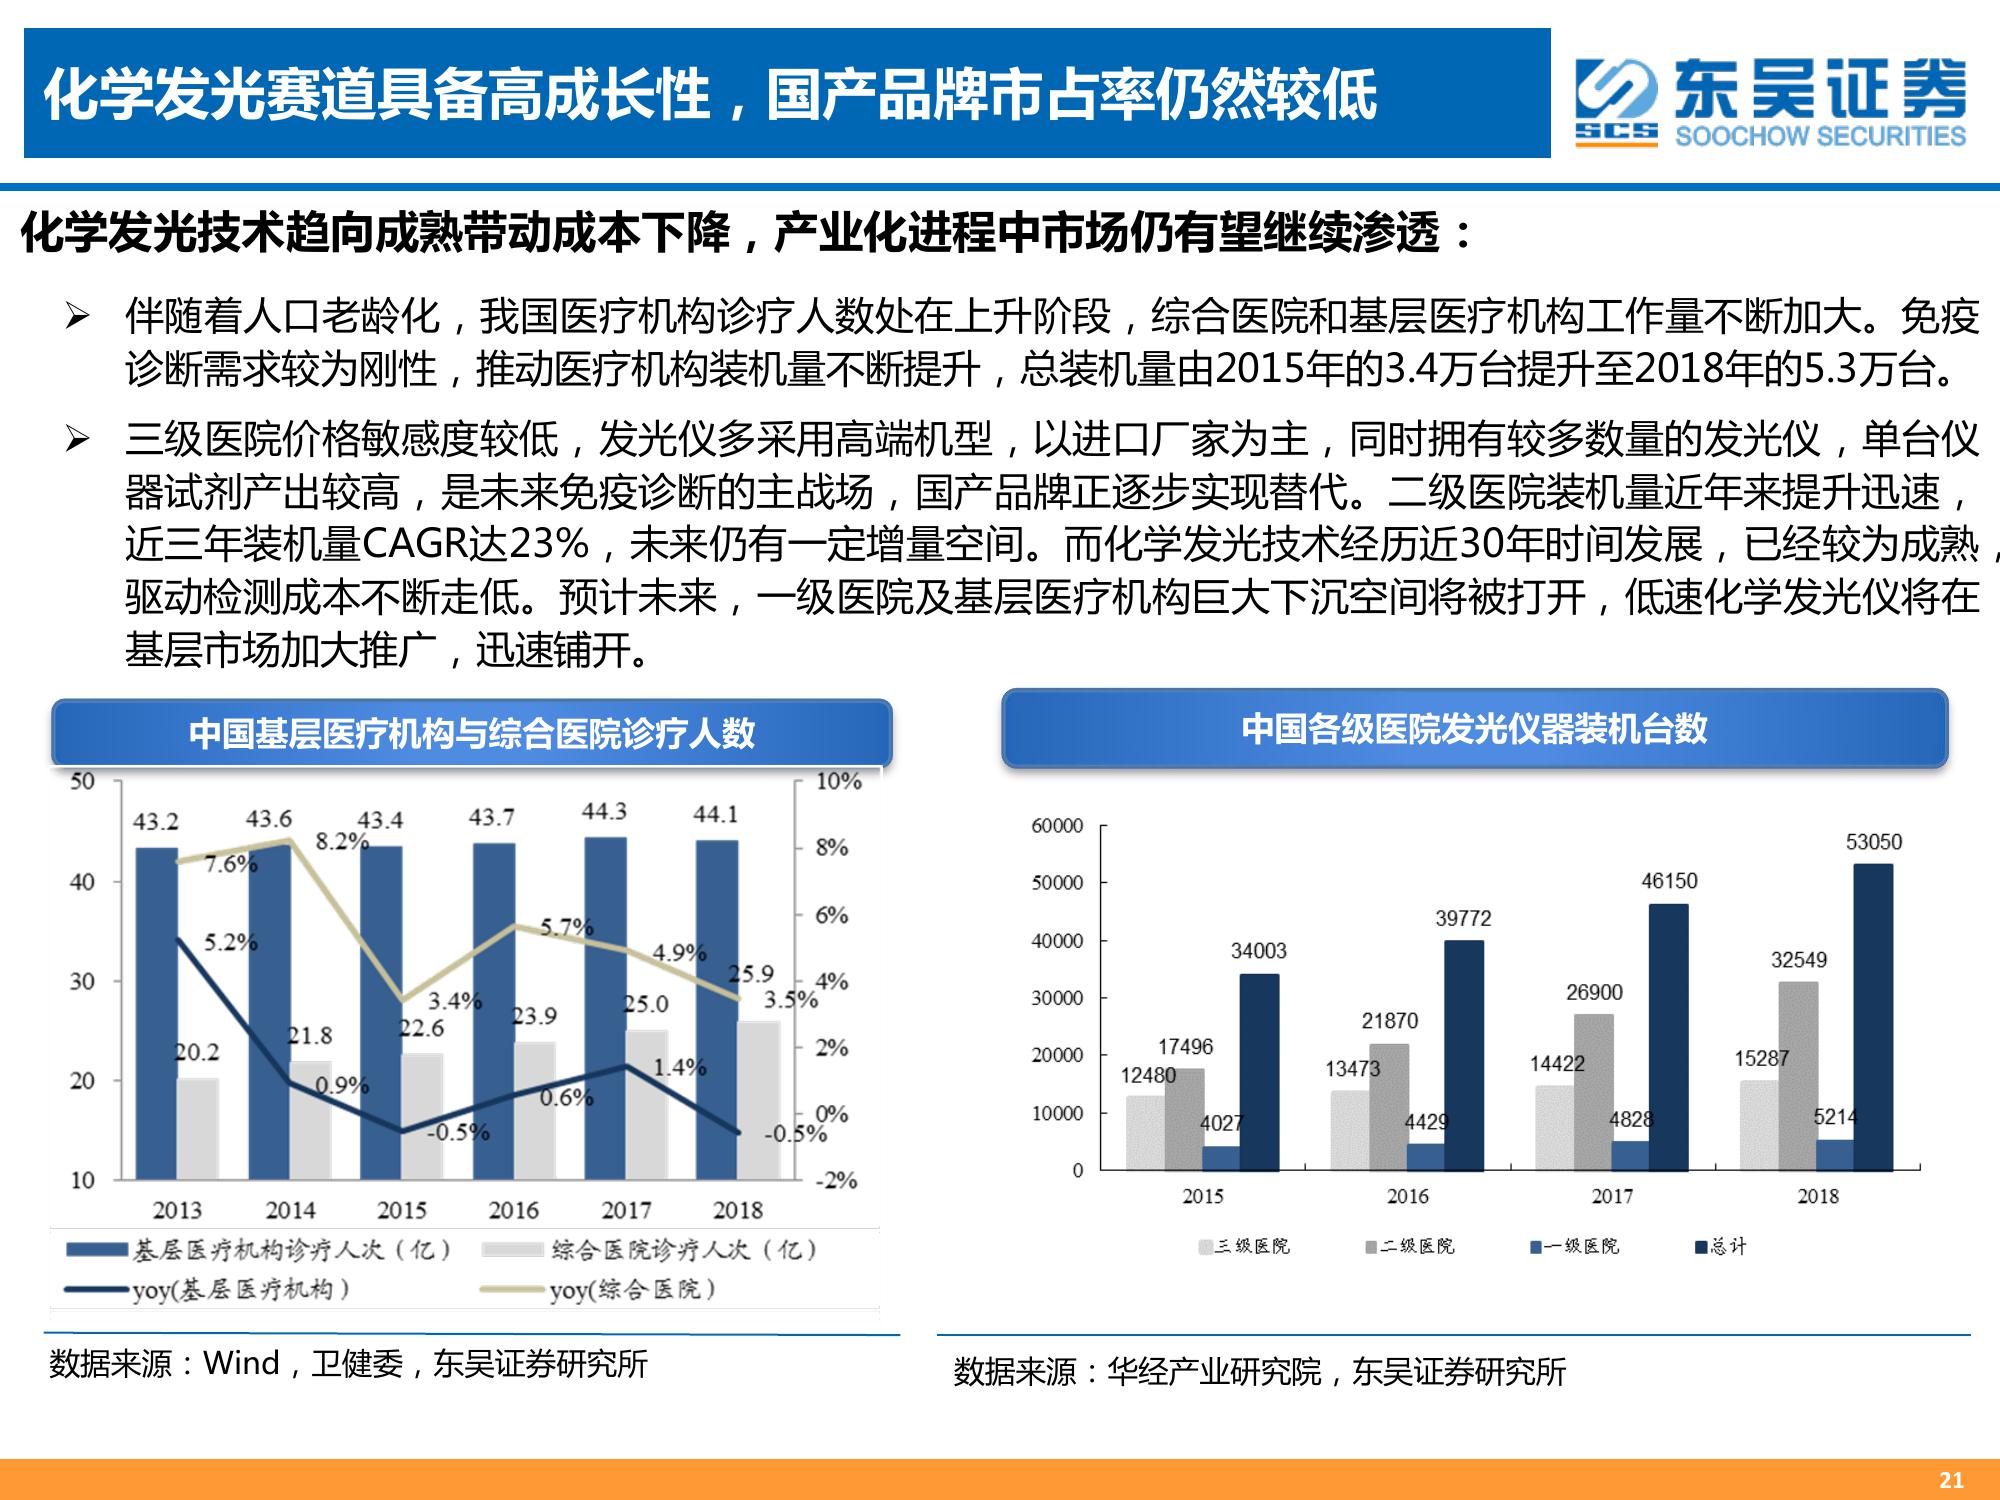 化学发光赛道具备高成长性，国产品牌市占率仍然较低
东吴证券
SCS
SOOCHOW SECURITIES
化学发光技术趋向成熟带动成本下降，产业化进程中市场仍有望继续渗透：
➢ 伴随着人口老龄化，我国医疗机构诊疗人数处在上升阶段，综合医院和基层医疗机构工作量不断加大。免疫
诊断需求较为刚性，推动医疗机构装机量不断提升，总装机量由2015年的3.4万台提升至2018年的5.3万台。
➢ 三级医院价格敏感度较低，发光仪多采用高端机型，以进口厂家为主，同时拥有较多数量的发光仪，单台仪
器试剂产出较高，是未来免疫诊断的主战场，国产品牌正逐步实现替代。二级医院装机量近年来提升迅速，
近三年装机量CAGR达23%，未来仍有一定增量空间。而化学发光技术经历近30年时间发展，已经较为成熟，
驱动检测成本不断走低。预计未来，一级医院及基层医疗机构巨大下沉空间将被打开，低速化学发光仪将在
基层市场加大推广，迅速铺开。
中国基层医疗机构与综合医院诊疗人数
50
40
30
20
10
10%
8%
6%
4%
2%
0%
-2%
43.2
43.6
43.4
43.7
44.3
44.1
7.6%
8.2%
3.4%
5.7%
4.9%
3.5%
5.2%
0.9%
-0.5%
0.6%
1.4%
-0.5%
20.2
21.8
22.6
23.9
25.0
25.9
2013 2014 2015 2016 2017 2018
基层医疗机构诊疗人次（亿） 综合医院诊疗人次（亿）
yoy(基层医疗机构） yoy(综合医院）
数据来源：Wind，卫健委，东吴证券研究所
中国各级医院发光仪器装机台数
60000
50000
40000
30000
20000
10000
0
12480
17496
4027
34003
13473
21870
4429
39772
14422
26900
4828
46150
15287
32549
5214
53050
2015 2016 2017 2018
三级医院 二级医院 一级医院 总计
数据来源：华经产业研究院，东吴证券研究所
21